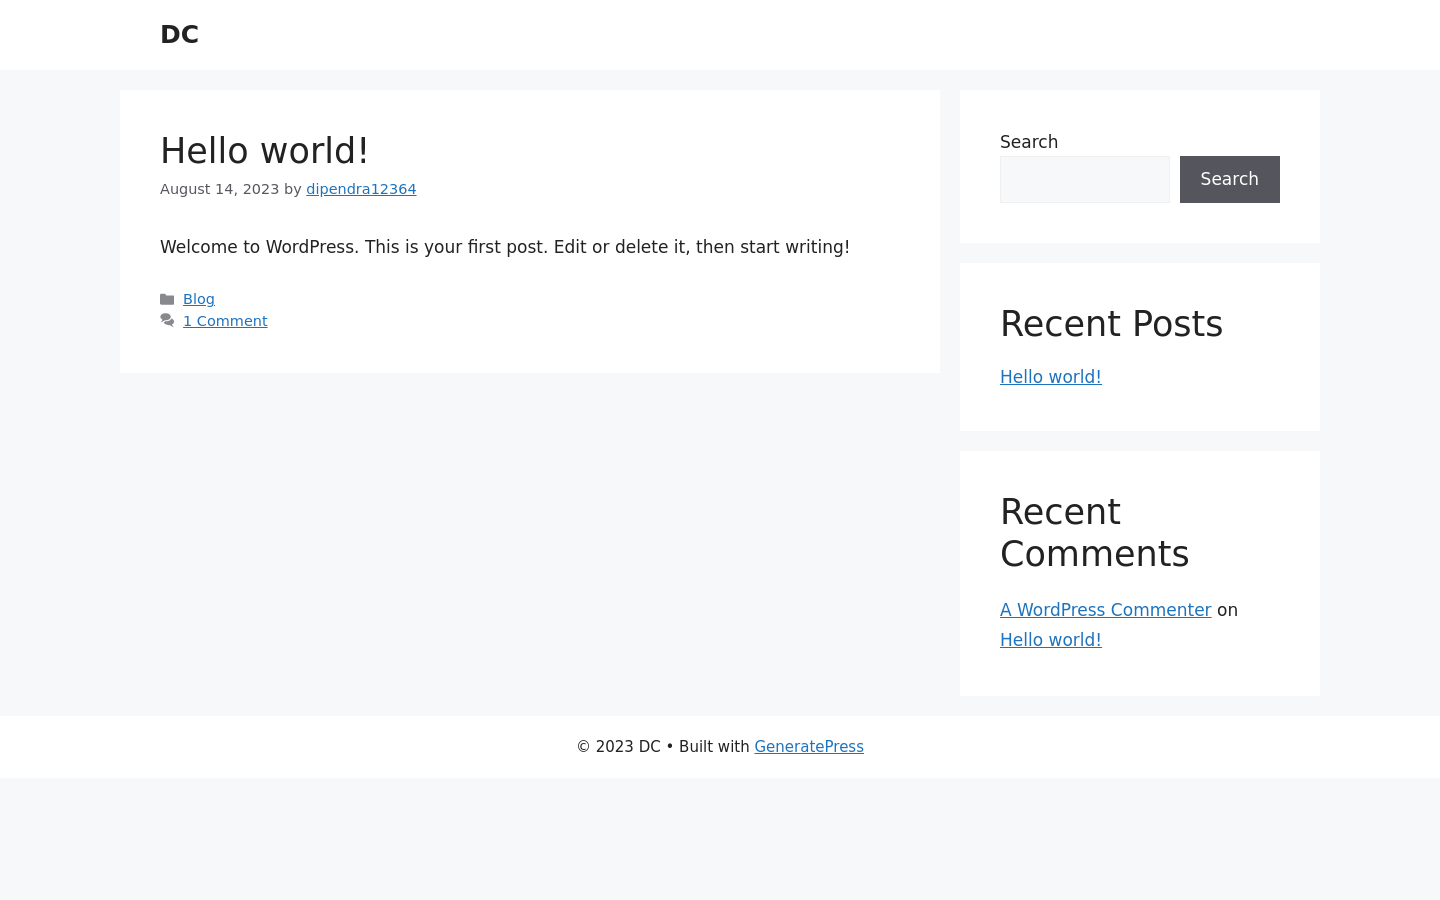 DC
Hello world!
August 14, 2023 by dipendra12364
Welcome to WordPress. This is your first post. Edit or delete it, then start writing!
Blog
1 Comment
Search
Search
Recent Posts
Hello world!
Recent
Comments
A WordPress Commenter on
Hello world!
© 2023 DC • Built with GeneratePress